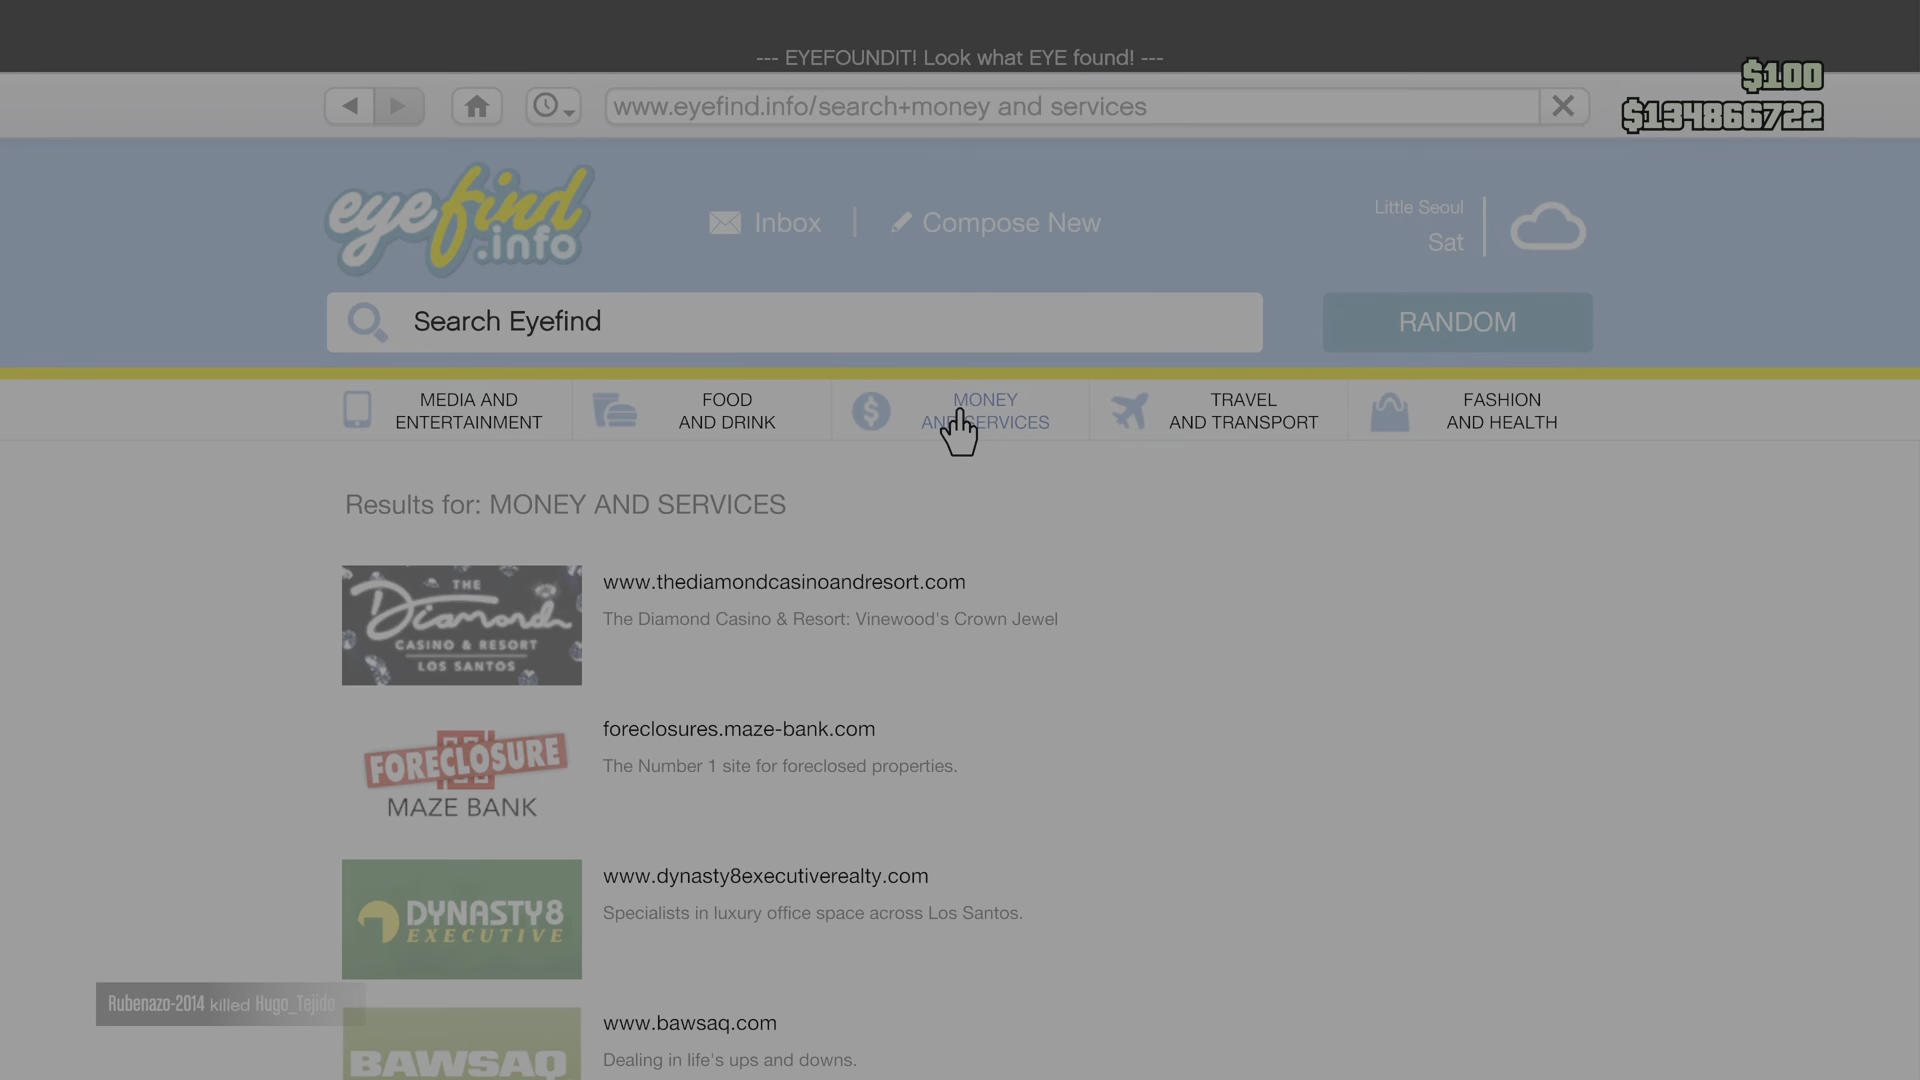 --- EYEFOUNDIT! Look what EYE found! ---
$100
www.eyefind.info/search+money and services
$134866722
eyefind
.info
Inbox
Compose New
Little Seoul
Sat
Search Eyefind
RANDOM
MEDIA AND
ENTERTAINMENT
FOOD
AND DRINK
MONEY
AND SERVICES
TRAVEL
AND TRANSPORT
FASHION
AND HEALTH
Results for: MONEY AND SERVICES
THE
Diamond
CASINO & RESORT
LOS SANTOS
www.thediamondcasinoandresort.com
The Diamond Casino & Resort: Vinewood's Crown Jewel
FORECLOSURE
MAZE BANK
foreclosures.maze-bank.com
The Number 1 site for foreclosed properties.
DYNASTY8
EXECUTIVE
www.dynasty8executiverealty.com
Specialists in luxury office space across Los Santos.
Rubenazo-2014 killed Hugo_Tejido
BAWSAQ
www.bawsaq.com
Dealing in life's ups and downs.